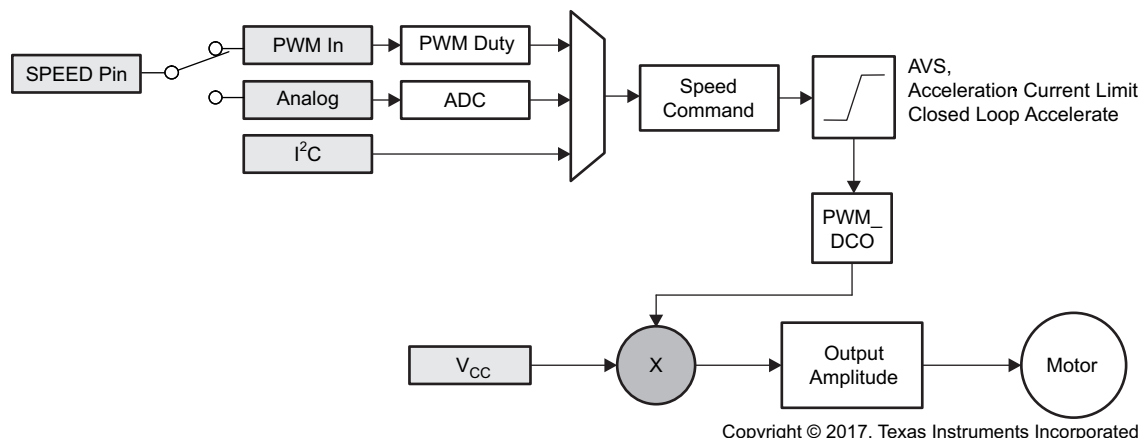 SPEED Pin
PWM In
PWM Duty
Analog
ADC
I²C
Speed
Command
AVS,
Acceleration Current Limit
Closed Loop Accelerate
PWM_
DCO
V_CC
X
Output
Amplitude
Motor
Copyright © 2017, Texas Instruments Incorporated